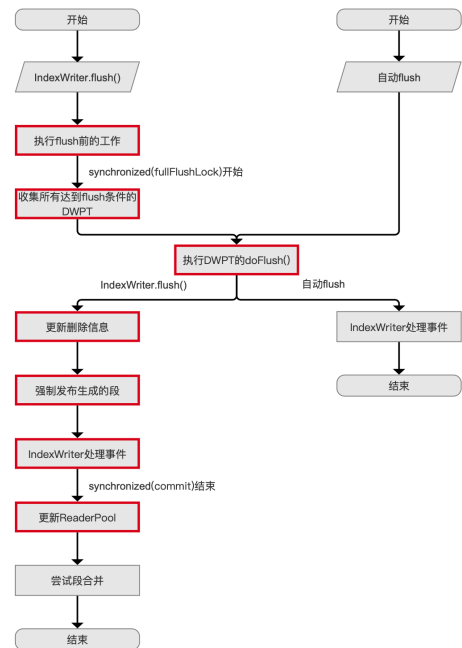 开始
开始
IndexWriter.flush()
自动flush
执行flush前的工作
synchronized(fullFlushLock)开始
收集所有达到flush条件的
DWPT
执行DWPT的doFlush()
IndexWriter.flush()
自动flush
更新删除信息
IndexWriter处理事件
强制发布生成的段
结束
IndexWriter处理事件
synchronized(commit)结束
更新ReaderPool
尝试段合并
结束